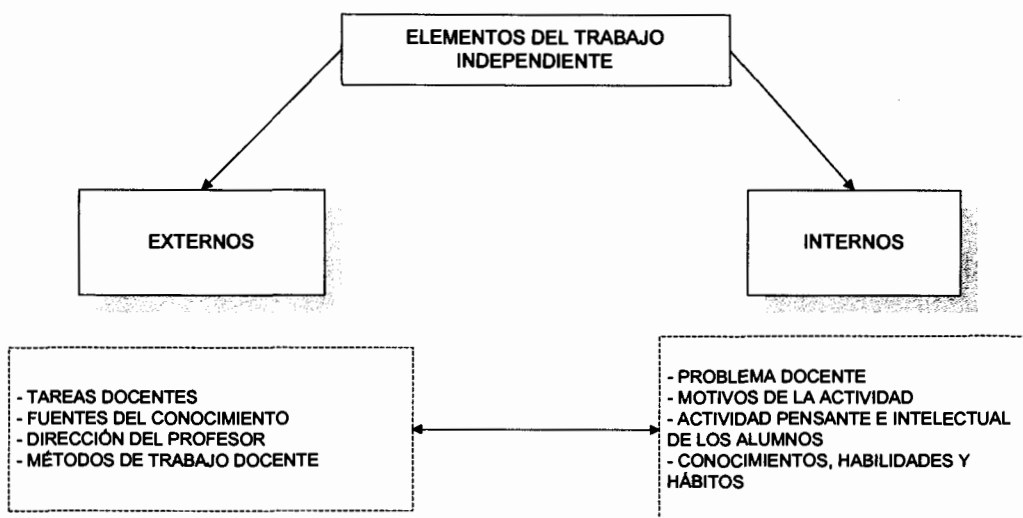 ELEMENTOS DEL TRABAJO
INDEPENDIENTE
EXTERNOS
INTERNOS
- TAREAS DOCENTES
- FUENTES DEL CONOCIMIENTO
- DIRECCIÓN DEL PROFESOR
- MÉTODOS DE TRABAJO DOCENTE
- PROBLEMA DOCENTE
- MOTIVOS DE LA ACTIVIDAD
- ACTIVIDAD PENSANTE E INTELECTUAL
DE LOS ALUMNOS
- CONOCIMIENTOS, HABILIDADES Y
HÁBITOS